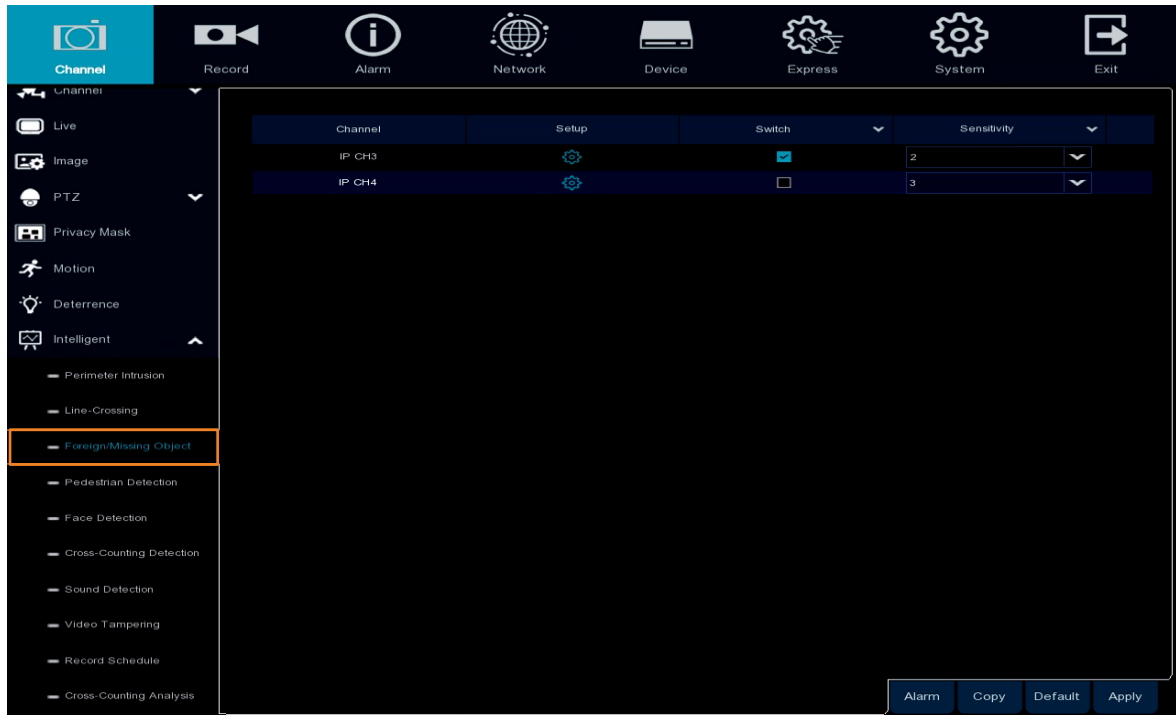 Channel Record Alarm Network Device Express System Exit
Channel
Live
Image
PTZ
Privacy Mask
Motion
Deterrence
Intelligent
Perimeter Intrusion
Line-Crossing
Foreign/Missing Object
Pedestrian Detection
Face Detection
Cross-Counting Detection
Sound Detection
Video Tampering
Record Schedule
Cross-Counting Analysis
Channel Setup Switch Sensitivity
IP CH3 2
IP CH4 3
Alarm Copy Default Apply